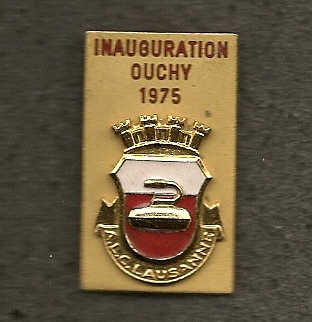 INAUGURATION
OUCHY
1975
A.L.C. LAUSANNE